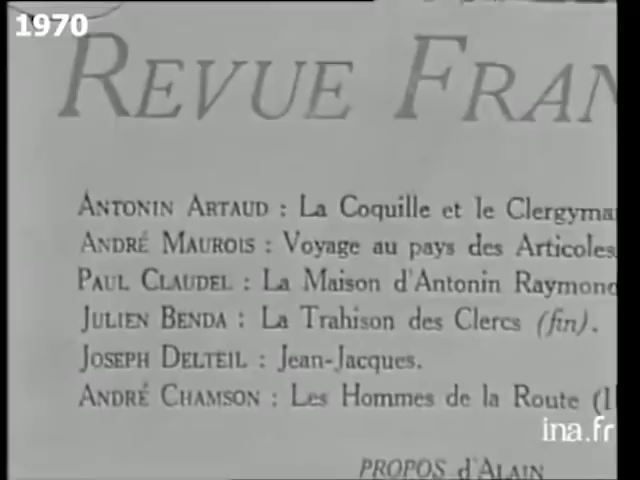 1970
REVUE FRAN
ANTONIN ARTAUD : La Coquille et le Clergyma
ANDRÉ MAUROIS : Voyage au pays des Articoles
PAUL CLAUDEL : La Maison d'Antonin Raymond
JULIEN BENDA : La Trahison des Clercs (fin).
JOSEPH DELTEIL : Jean-Jacques.
ANDRÉ CHAMSON : Les Hommes de la Route (1
ina.fr
PROPOS d'ALAIN